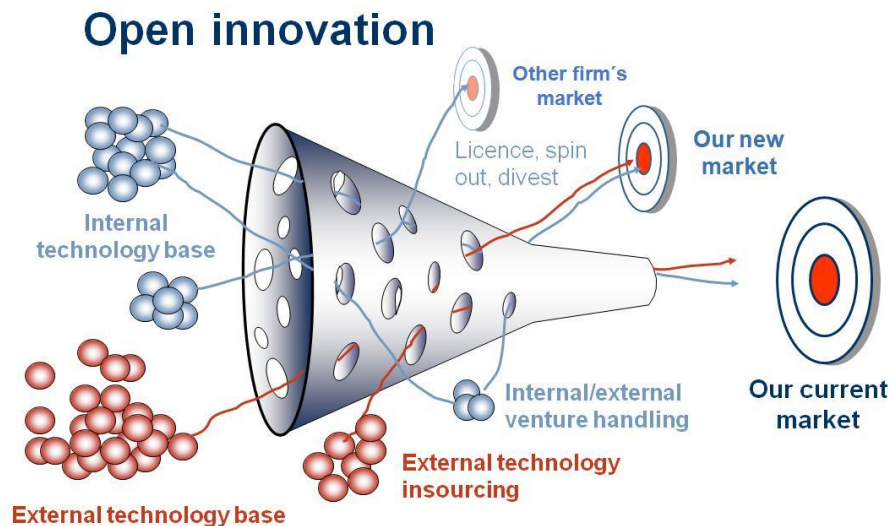 Open innovation
Other firm´s
market
Licence, spin
out, divest
Our new
market
Internal
technology base
Internal/external
venture handling
Our current
market
External technology
insourcing
External technology base